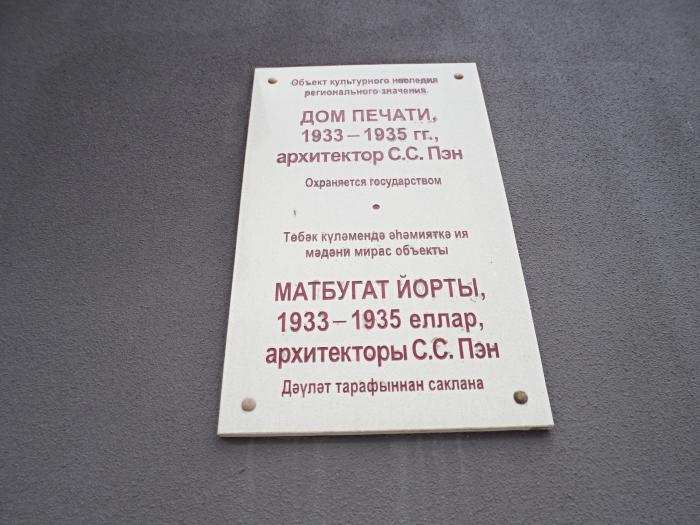 Объект культурного наследия
регионального значения
ДОМ ПЕЧАТИ,
1933 – 1935 гг.,
архитектор С.С. Пэн
Охраняется государством
•
Төбәк күләмендә әһәмияткә ия
мәдәни мирас объекты
МАТБУГАТ ЙОРТЫ,
1933 – 1935 еллар,
архитекторы С.С. Пэн
Дәүләт тарафыннан саклана